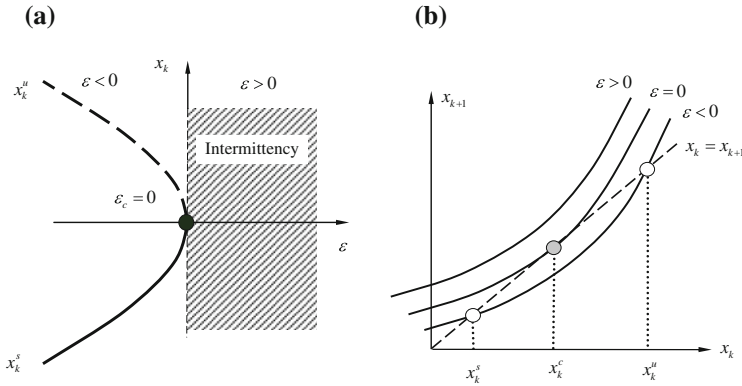 (a)
x_k
x_k^u
ε<0
ε>0
Intermittency
ε_c=0
ε
x_k^s
(b)
x_{k+1}
ε>0
ε=0
ε<0
x_k = x_{k+1}
x_k
x_k^s
x_k^c
x_k^u